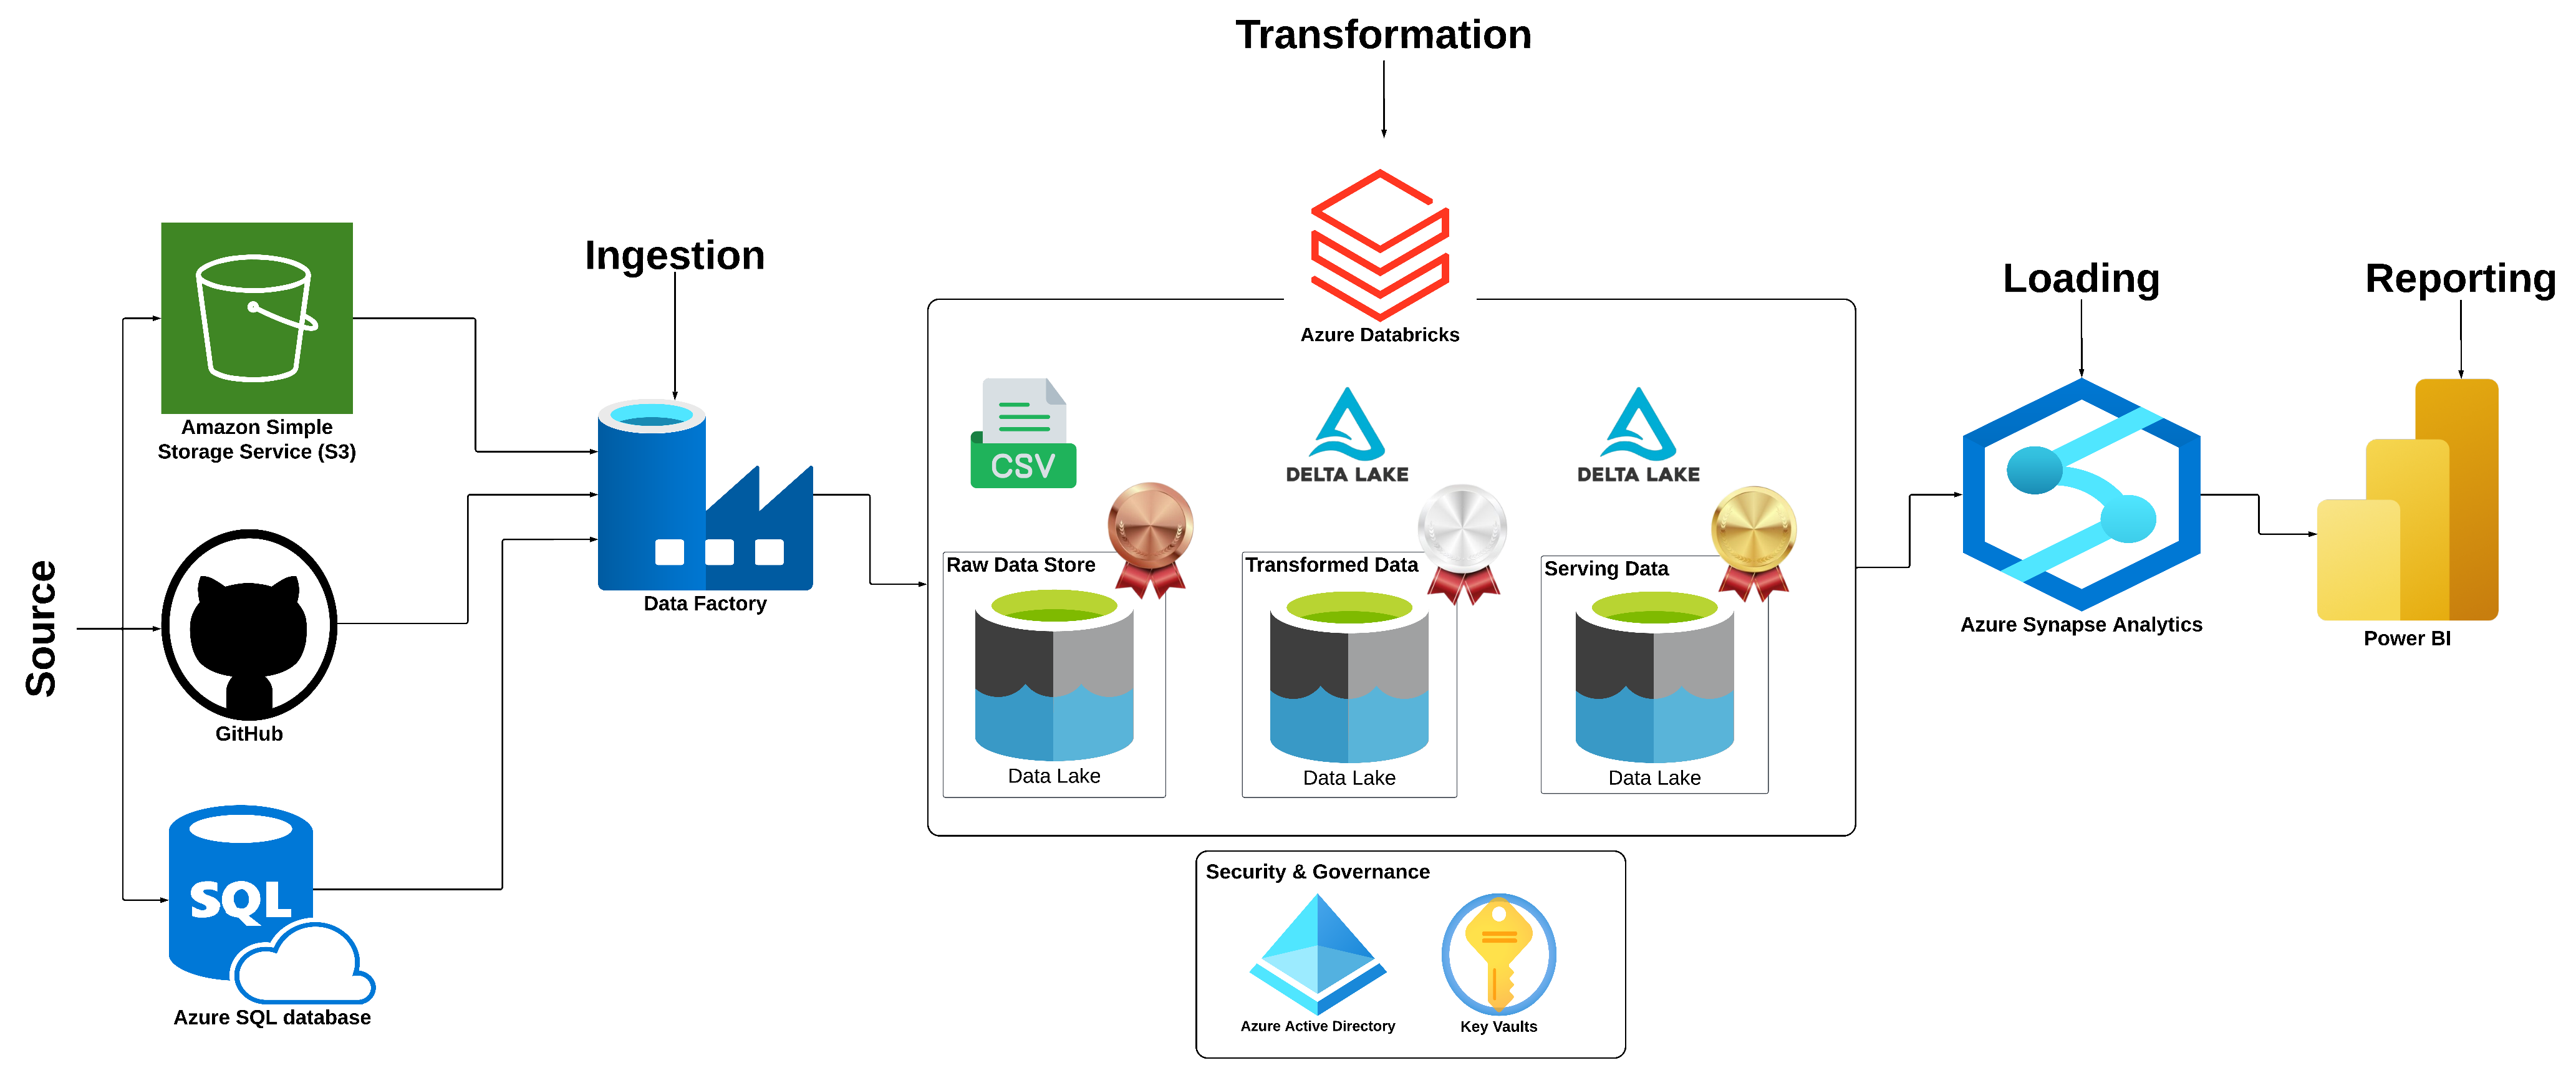 Transformation
Source
Amazon Simple
Storage Service (S3)
GitHub
SQL
Azure SQL database
Ingestion
Data Factory
Azure Databricks
CSV
DELTA LAKE
DELTA LAKE
Raw Data Store
Data Lake
Transformed Data
Data Lake
Serving Data
Data Lake
Security & Governance
Azure Active Directory
Key Vaults
Loading
Azure Synapse Analytics
Reporting
Power BI